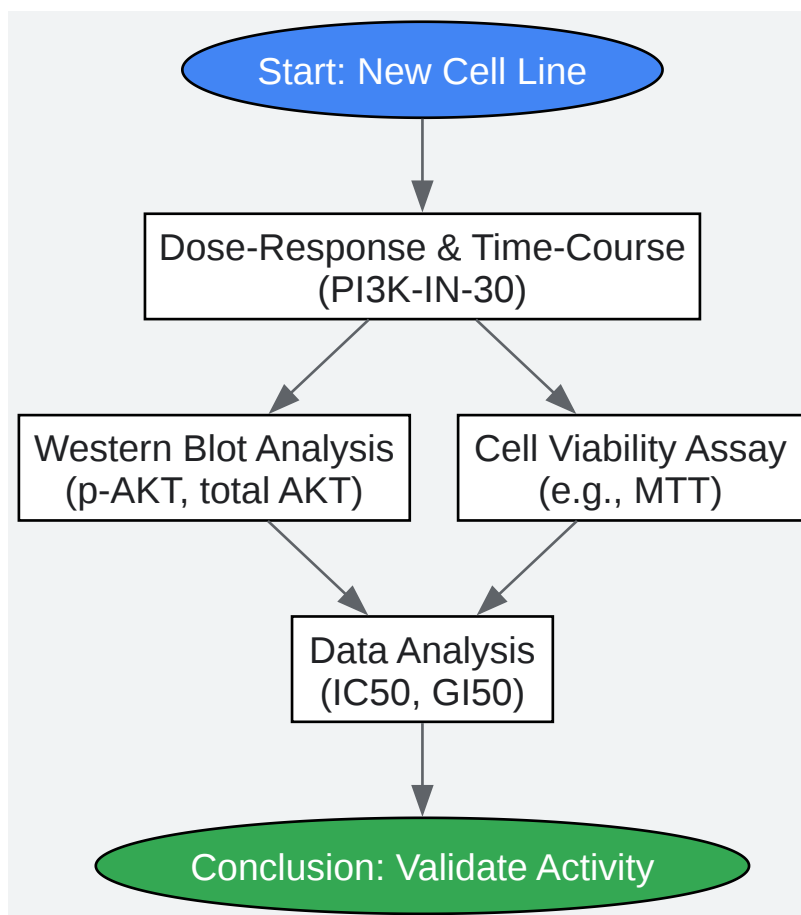 Start: New Cell Line
Dose-Response & Time-Course
(PI3K-IN-30)
Western Blot Analysis
(p-AKT, total AKT)
Cell Viability Assay
(e.g., MTT)
Data Analysis
(IC50, GI50)
Conclusion: Validate Activity